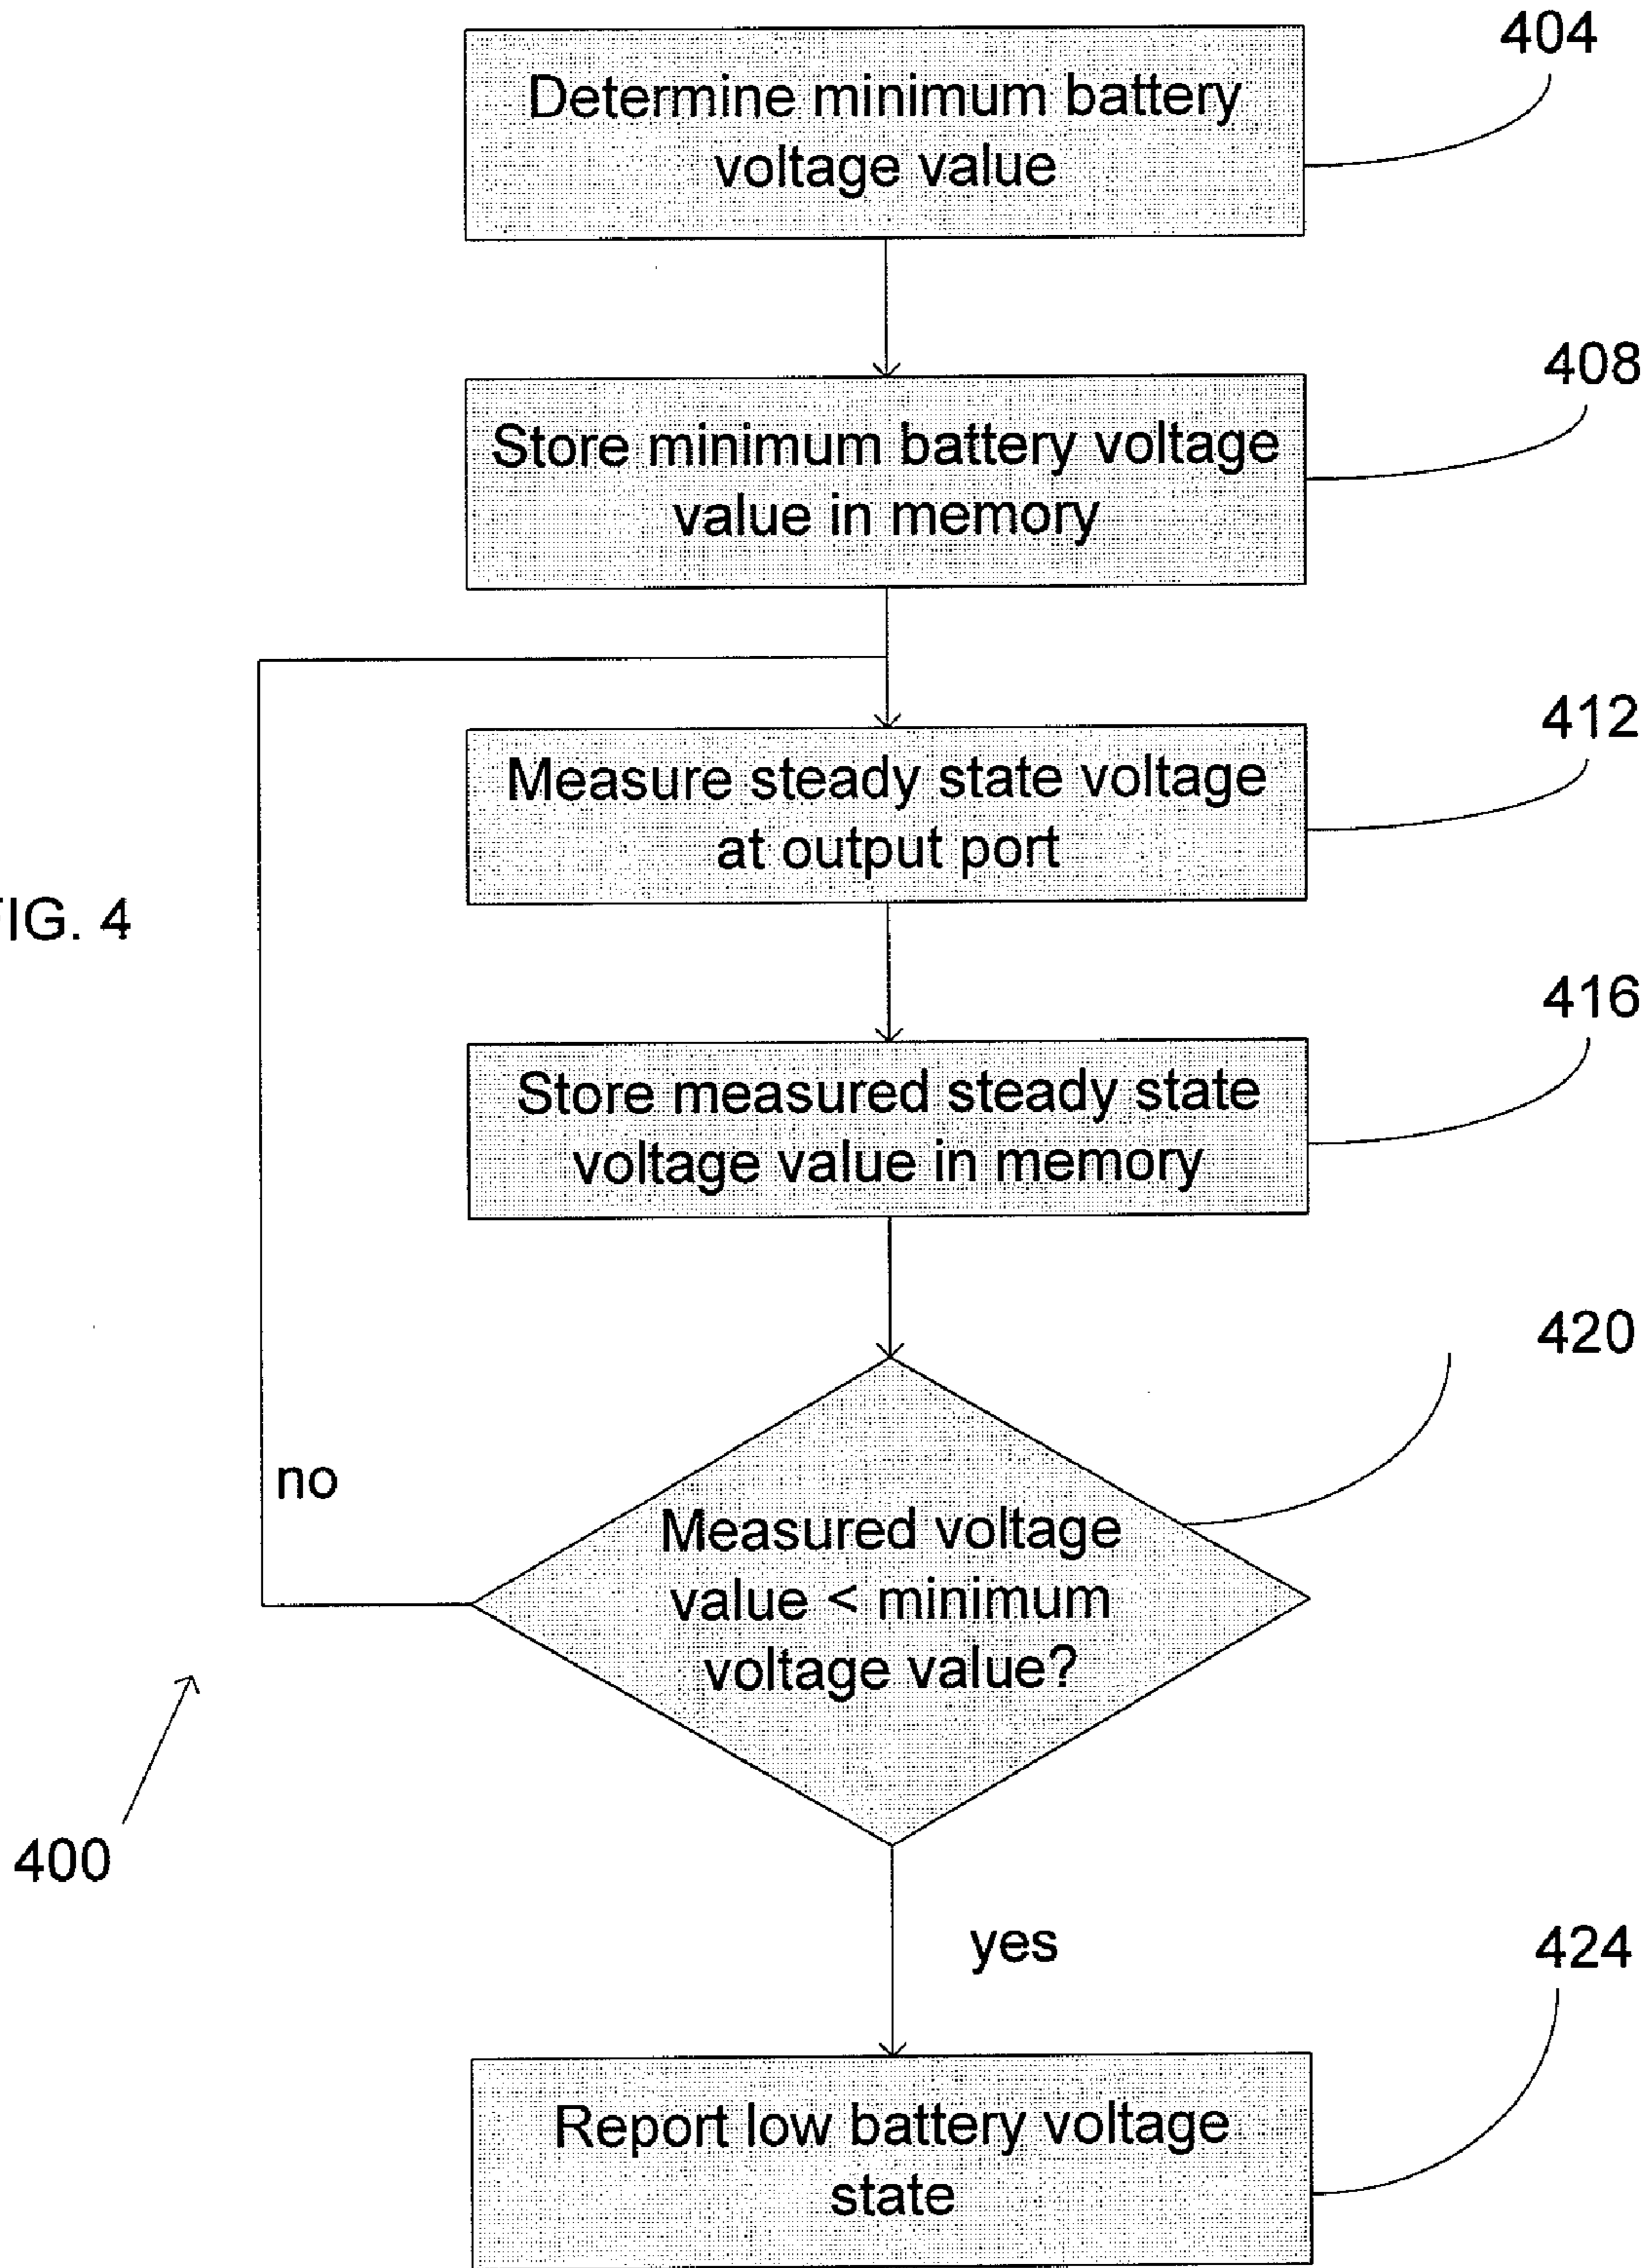 404
Determine minimum battery
voltage value
408
Store minimum battery voltage
value in memory
412
Measure steady state voltage
at output port
FIG. 4
416
Store measured steady state
voltage value in memory
420
no
Measured voltage
value < minimum
voltage value?
400
yes
424
Report low battery voltage
state